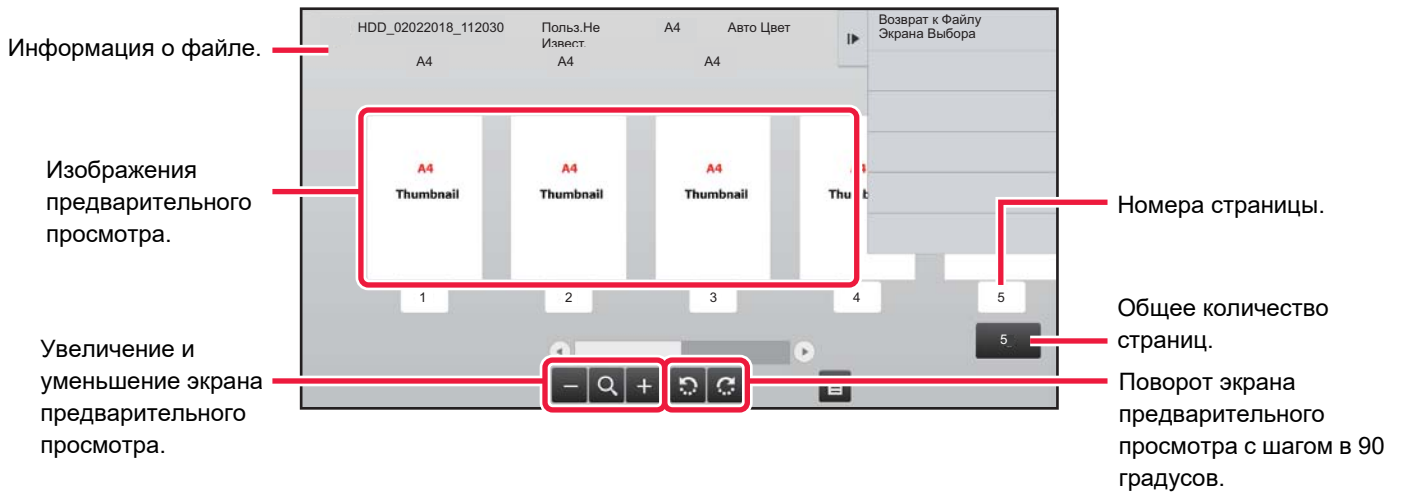 Информация о файле.
HDD_02022018_112030 Польз.Не Извест. A4 Авто Цвет
A4 A4 A4
Возврат к Файлу
Экрана Выбора
Изображения
предварительного
просмотра.
A4 A4 A4
Thumbnail Thumbnail Thumbnail Thu
Номера страницы.
1 2 3 4 5
Общее количество
страниц.
5
Увеличение и
уменьшение экрана
предварительного
просмотра.
Поворот экрана
предварительного
просмотра с шагом в 90
градусов.